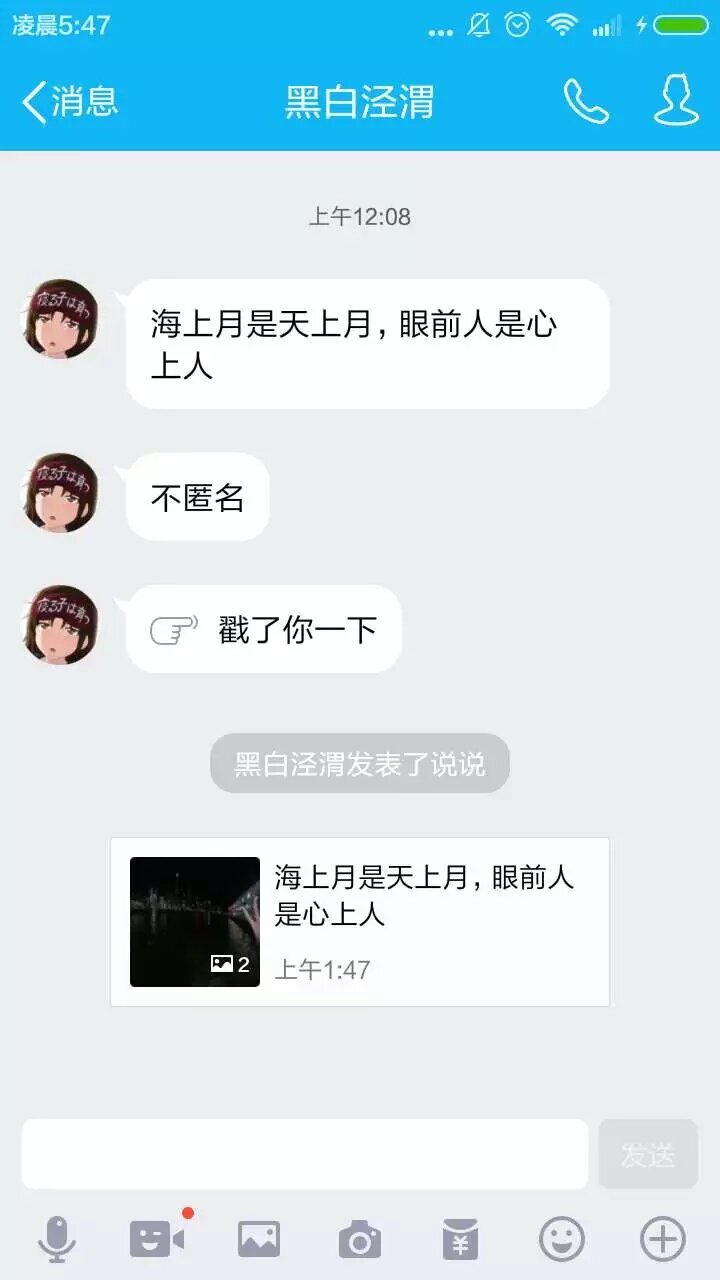 凌晨5:47
消息
黑白泾渭
上午12:08
海上月是天上月，眼前人是心
上人
不匿名
戳了你一下
黑白泾渭发表了说说
海上月是天上月，眼前人
是心上人
2
上午1:47
发送